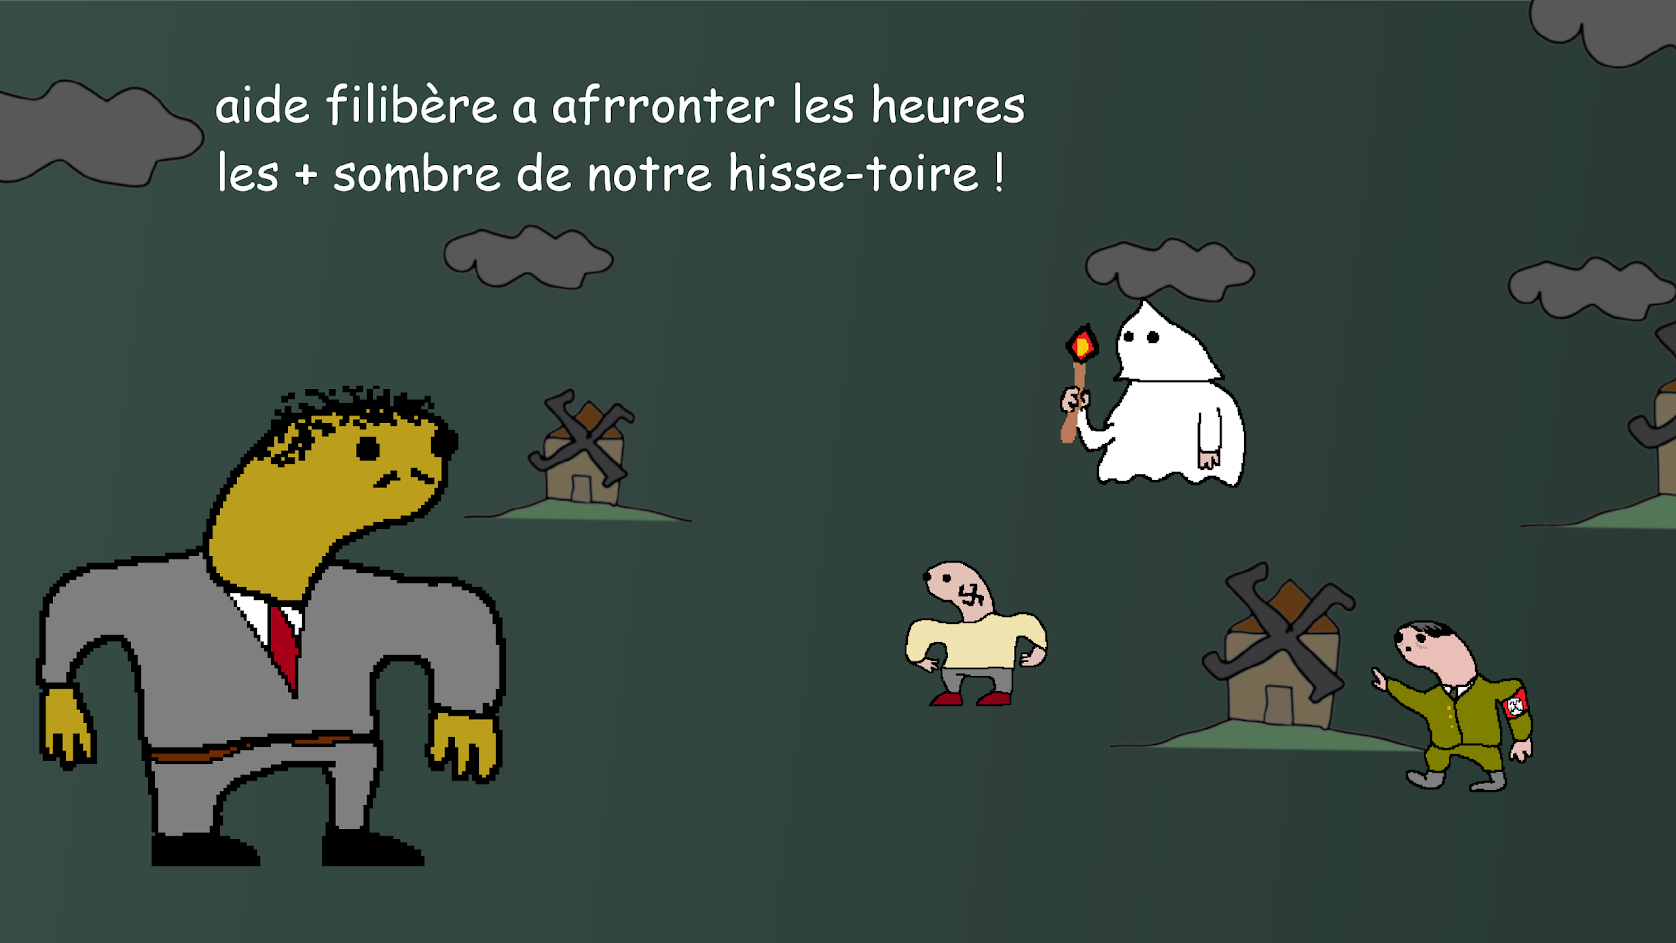 aide filibère a afrronter les heures
les + sombre de notre hisse-toire !